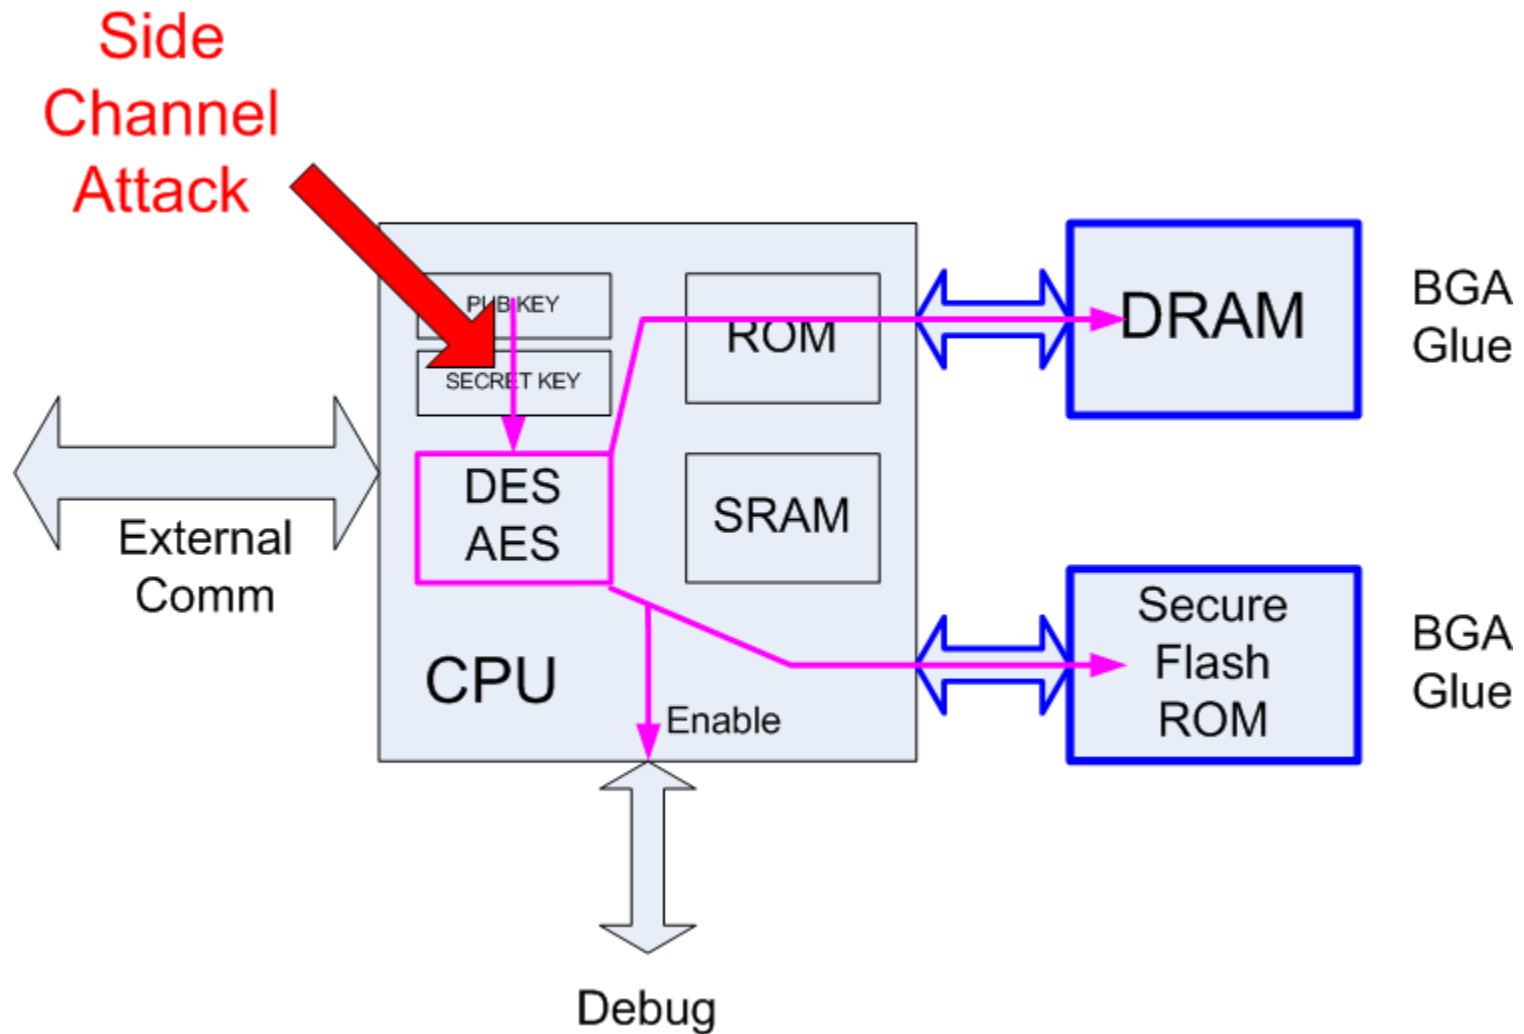 Side
Channel
Attack
PUB KEY
SECRET KEY
ROM
DRAM
BGA
Glue
DES
AES
SRAM
External
Comm
CPU
Enable
Secure
Flash
ROM
BGA
Glue
Debug